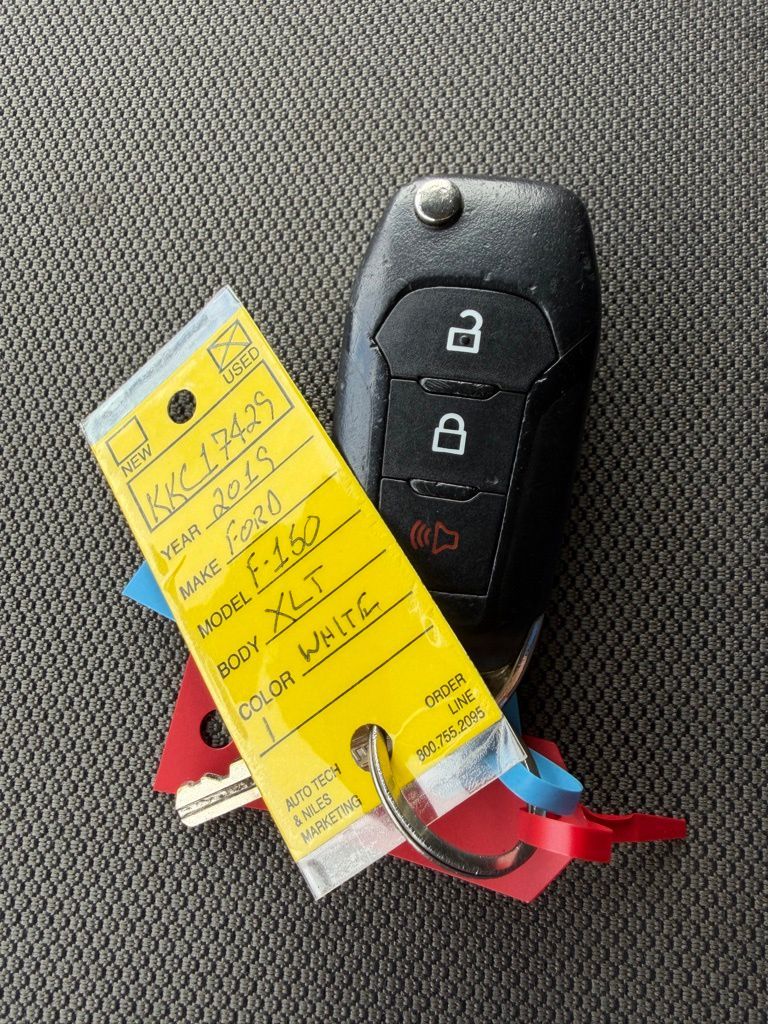 NEW USED
KKC17429
YEAR 2019
MAKE FORD
MODEL F-150
BODY XLT
COLOR WHITE
AUTO TECH
& NILES
MARKETING
ORDER
LINE
800.755.2095